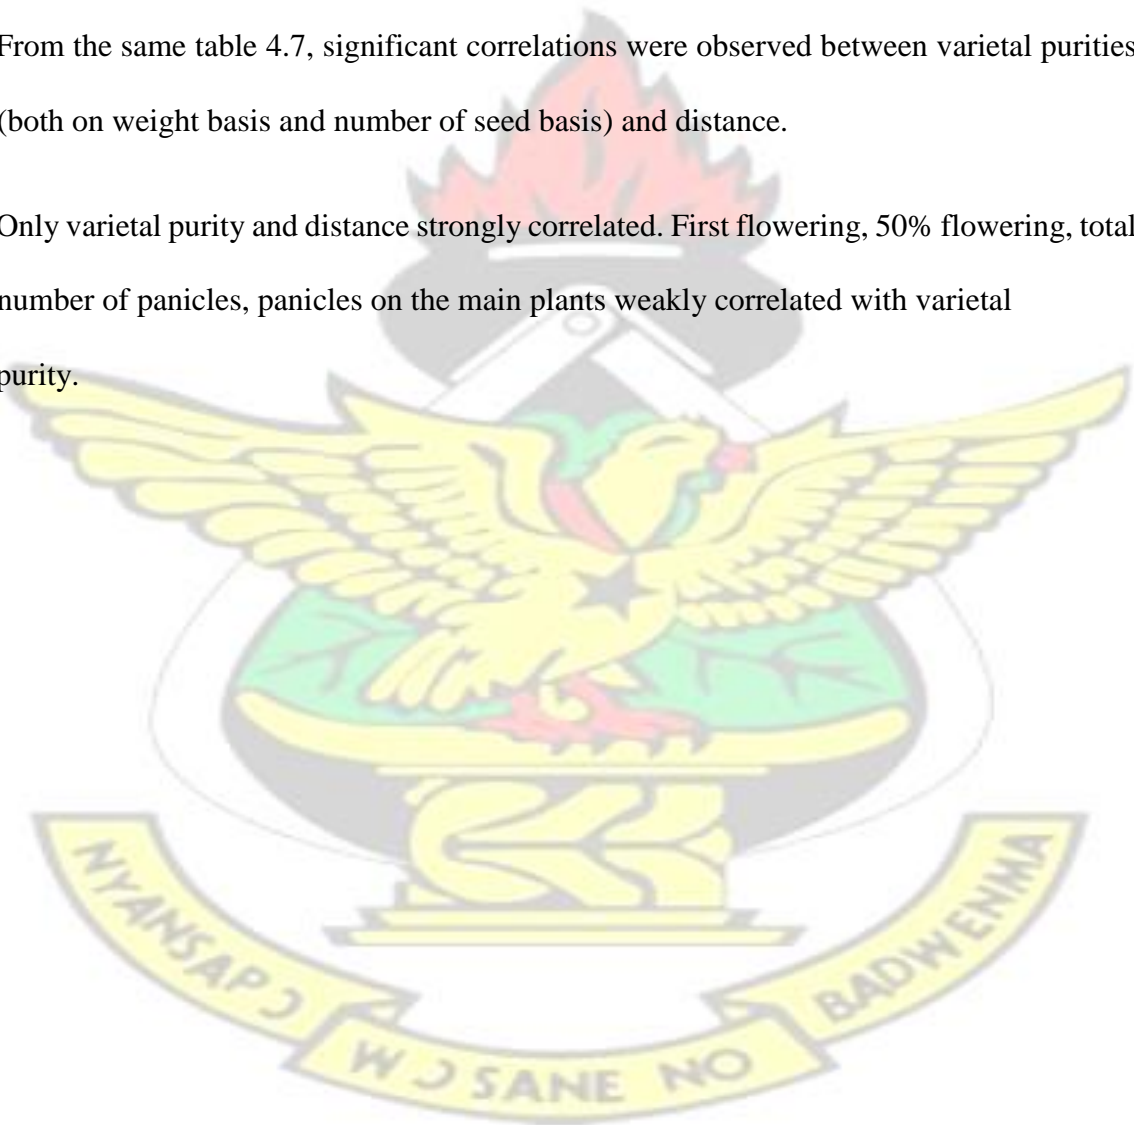 From the same table 4.7, significant correlations were observed between varietal purities
(both on weight basis and number of seed basis) and distance.
Only varietal purity and distance strongly correlated. First flowering, 50% flowering, total
number of panicles, panicles on the main plants weakly correlated with varietal
purity.
NYANSAPƆ
WƆ SANE NO
BADWENMA